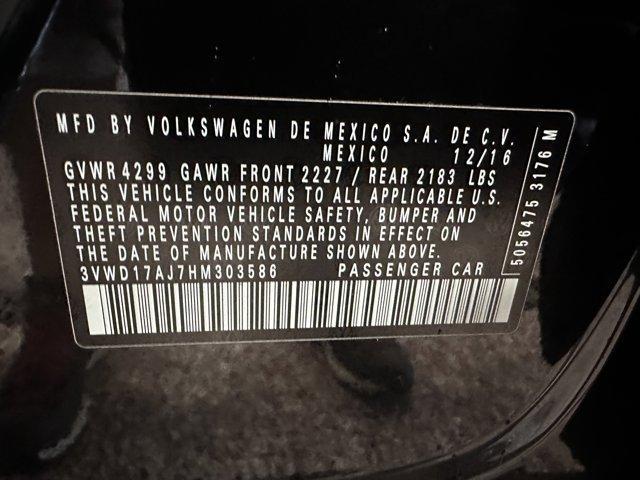 MFD BY VOLKSWAGEN DE MEXICO S.A. DE C.V.
MEXICO 12/16
GVWR 4299 GAWR FRONT 2227 / REAR 2183 LBS
THIS VEHICLE CONFORMS TO ALL APPLICABLE U.S.
FEDERAL MOTOR VEHICLE SAFETY, BUMPER AND
THEFT PREVENTION STANDARDS IN EFFECT ON
THE DATE OF MANUFACTURE SHOWN ABOVE.
3VWD17AJ7HM303586 PASSENGER CAR
5056475 3176 M